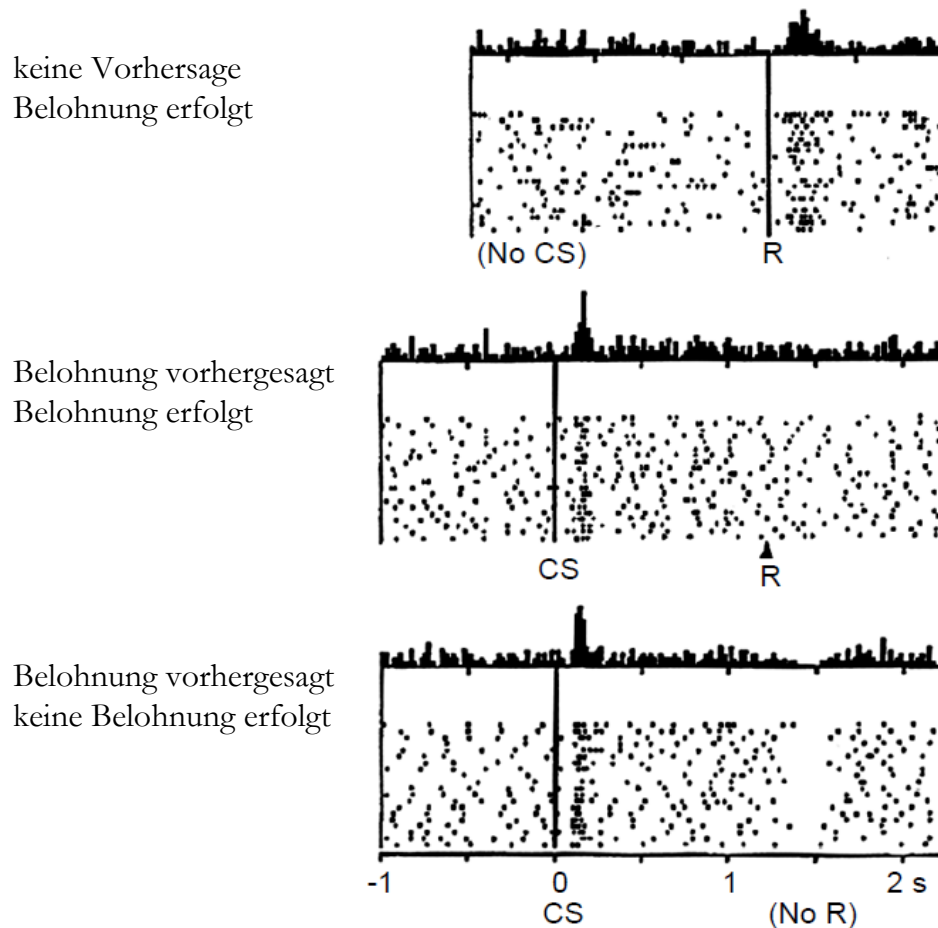 keine Vorhersage
Belohnung erfolgt
(No CS) R
Belohnung vorhergesagt
Belohnung erfolgt
CS R
Belohnung vorhergesagt
keine Belohnung erfolgt
-1 0 1 2 s
CS (No R)